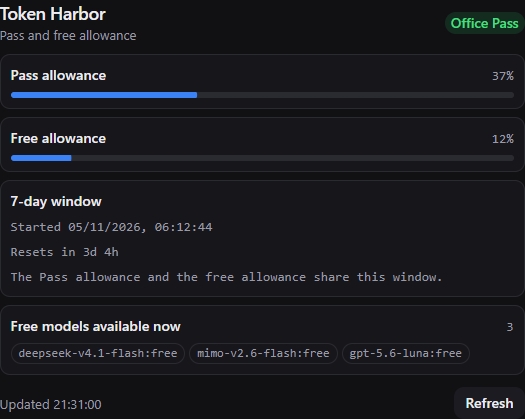 Token Harbor
Pass and free allowance
Office Pass
Pass allowance
37%
Free allowance
12%
7-day window
Started 05/11/2026, 06:12:44
Resets in 3d 4h
The Pass allowance and the free allowance share this window.
Free models available now
3
deepseek-v4.1-flash:free
mimo-v2.6-flash:free
gpt-5.6-luna:free
Updated 21:31:00
Refresh